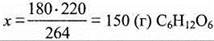 x = 180·220 / 264 = 150 (г) C₆H₁₂O₆